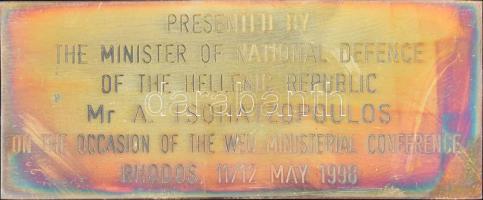 PRESENTED BY
THE MINISTER OF NATIONAL DEFENCE
OF THE HELLENIC REPUBLIC
Mr A. TSOHATZOPOULOS
ON THE OCCASION OF THE WEU MINISTERIAL CONFERENCE
RHODOS, 11/12 MAY 1998
darabanth